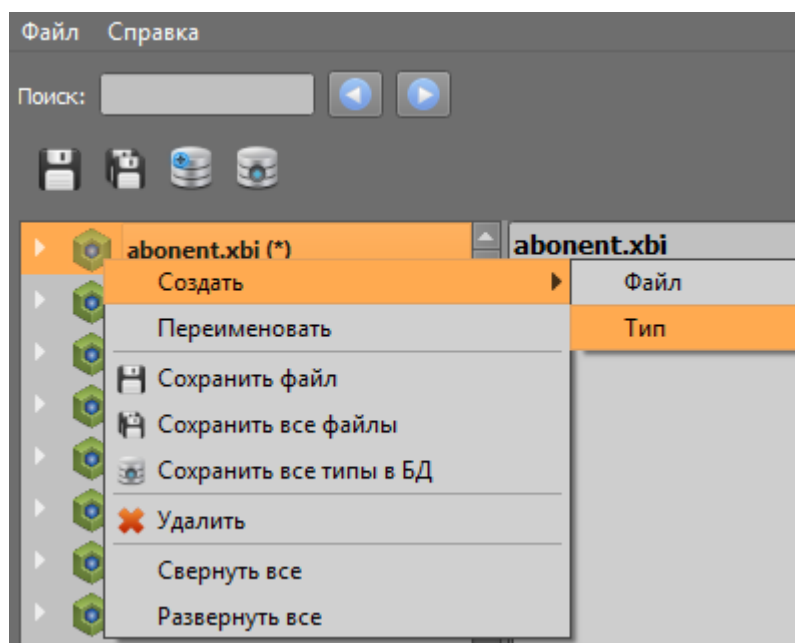 Файл Справка
Поиск:
abonent.xbi (*)
abonent.xbi
Создать
Файл
Переименовать
Тип
Сохранить файл
Сохранить все файлы
Сохранить все типы в БД
Удалить
Свернуть все
Развернуть все